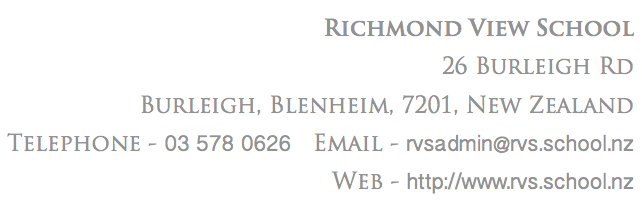 Richmond View School
26 Burleigh Rd
Burleigh, Blenheim, 7201, New Zealand
Telephone - 03 578 0626 Email - rvsadmin@rvs.school.nz
Web - http://www.rvs.school.nz